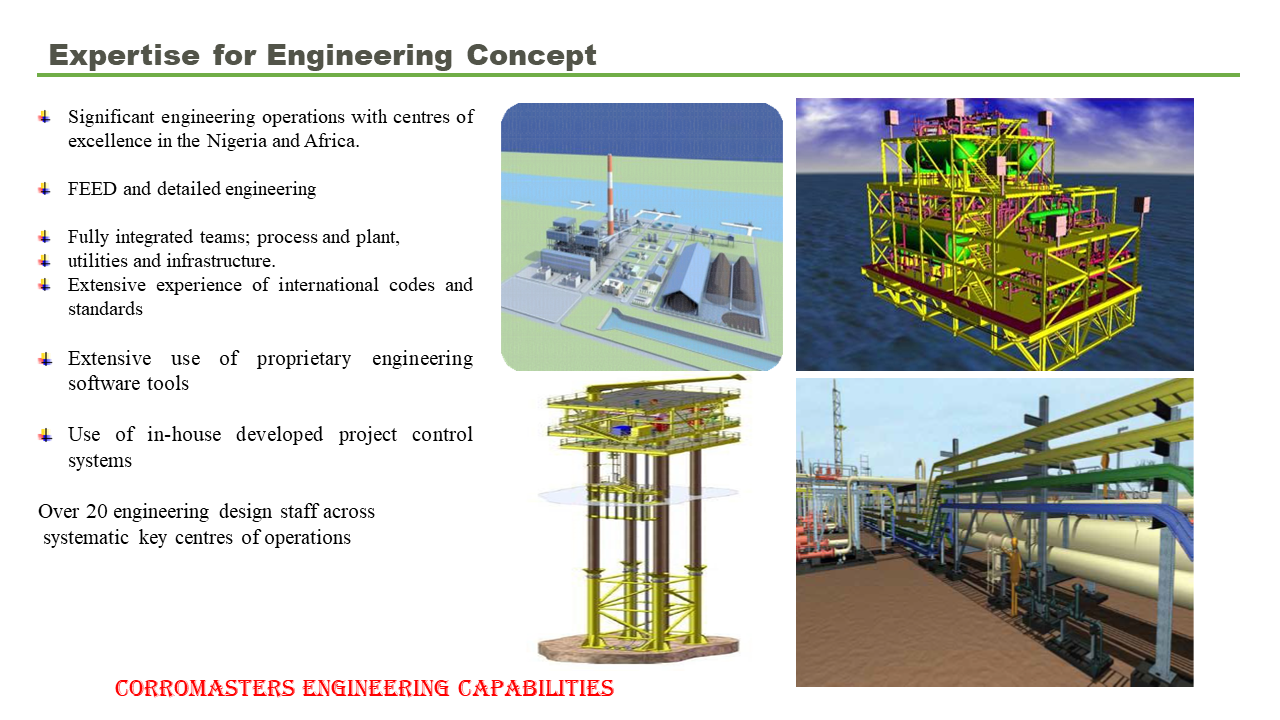 Expertise for Engineering Concept
Significant engineering operations with centres of
excellence in the Nigeria and Africa.
FEED and detailed engineering
Fully integrated teams; process and plant,
utilities and infrastructure.
Extensive experience of international codes and
standards
Extensive use of proprietary engineering
software tools
Use of in-house developed project control
systems
Over 20 engineering design staff across
systematic key centres of operations
CORROMASTERS ENGINEERING CAPABILITIES